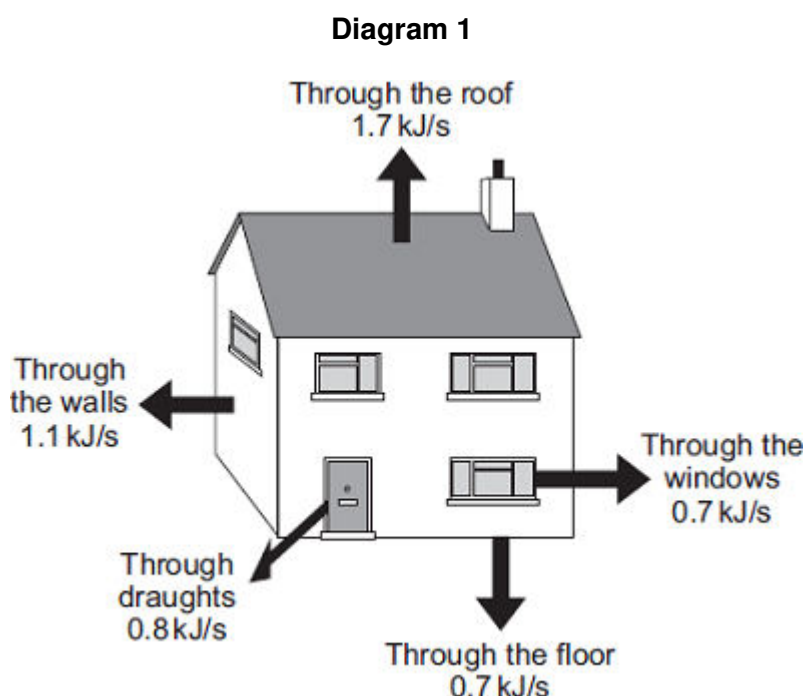 Diagram 1
Through the roof
1.7 kJ/s
Through
the walls
1.1 kJ/s
Through the
windows
0.7 kJ/s
Through
draughts
0.8 kJ/s
Through the floor
0.7 kJ/s